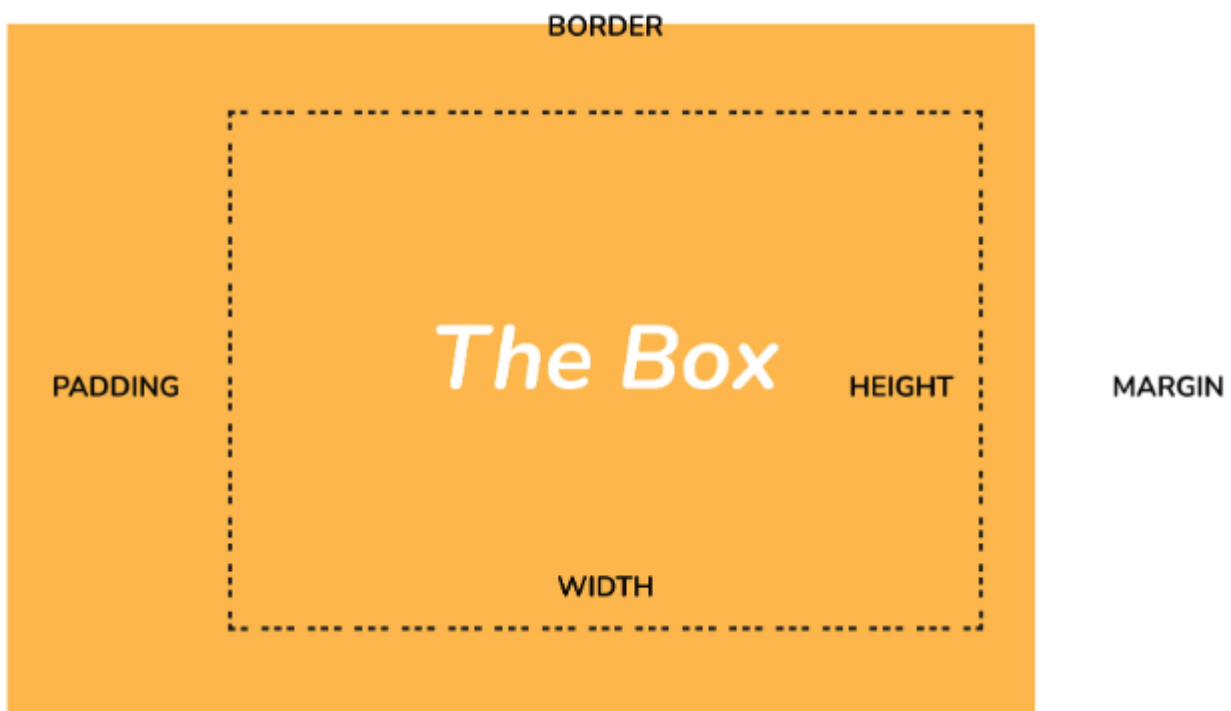 BORDER
The Box
PADDING
HEIGHT
MARGIN
WIDTH